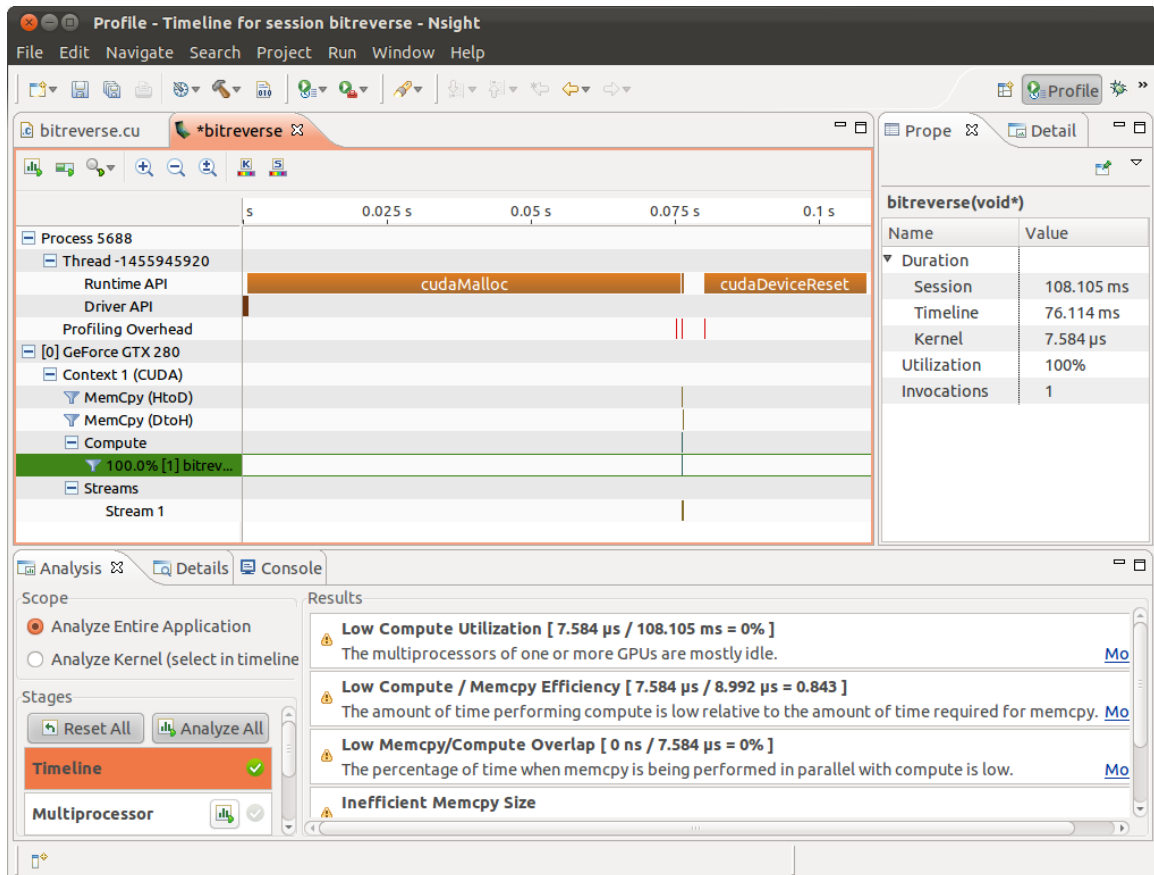 Profile - Timeline for session bitreverse - Nsight
File Edit Navigate Search Project Run Window Help
Profile
bitreverse.cu
*bitreverse
Prope
Detail
s 0.025 s 0.05 s 0.075 s 0.1 s
Process 5688
Thread -1455945920
Runtime API cudaMalloc cudaDeviceReset
Driver API
Profiling Overhead
[0] GeForce GTX 280
Context 1 (CUDA)
MemCpy (HtoD)
MemCpy (DtoH)
Compute
100.0% [1] bitrev...
Streams
Stream 1
bitreverse(void*)
Name Value
Duration
Session 108.105 ms
Timeline 76.114 ms
Kernel 7.584 µs
Utilization 100%
Invocations 1
Analysis Details Console
Scope
Analyze Entire Application
Analyze Kernel (select in timeline
Stages
Reset All Analyze All
Timeline
Multiprocessor
Results
Low Compute Utilization [ 7.584 µs / 108.105 ms = 0% ]
The multiprocessors of one or more GPUs are mostly idle. Mo
Low Compute / Memcpy Efficiency [ 7.584 µs / 8.992 µs = 0.843 ]
The amount of time performing compute is low relative to the amount of time required for memcpy. Mo
Low Memcpy/Compute Overlap [ 0 ns / 7.584 µs = 0% ]
The percentage of time when memcpy is being performed in parallel with compute is low. Mo
Inefficient Memcpy Size